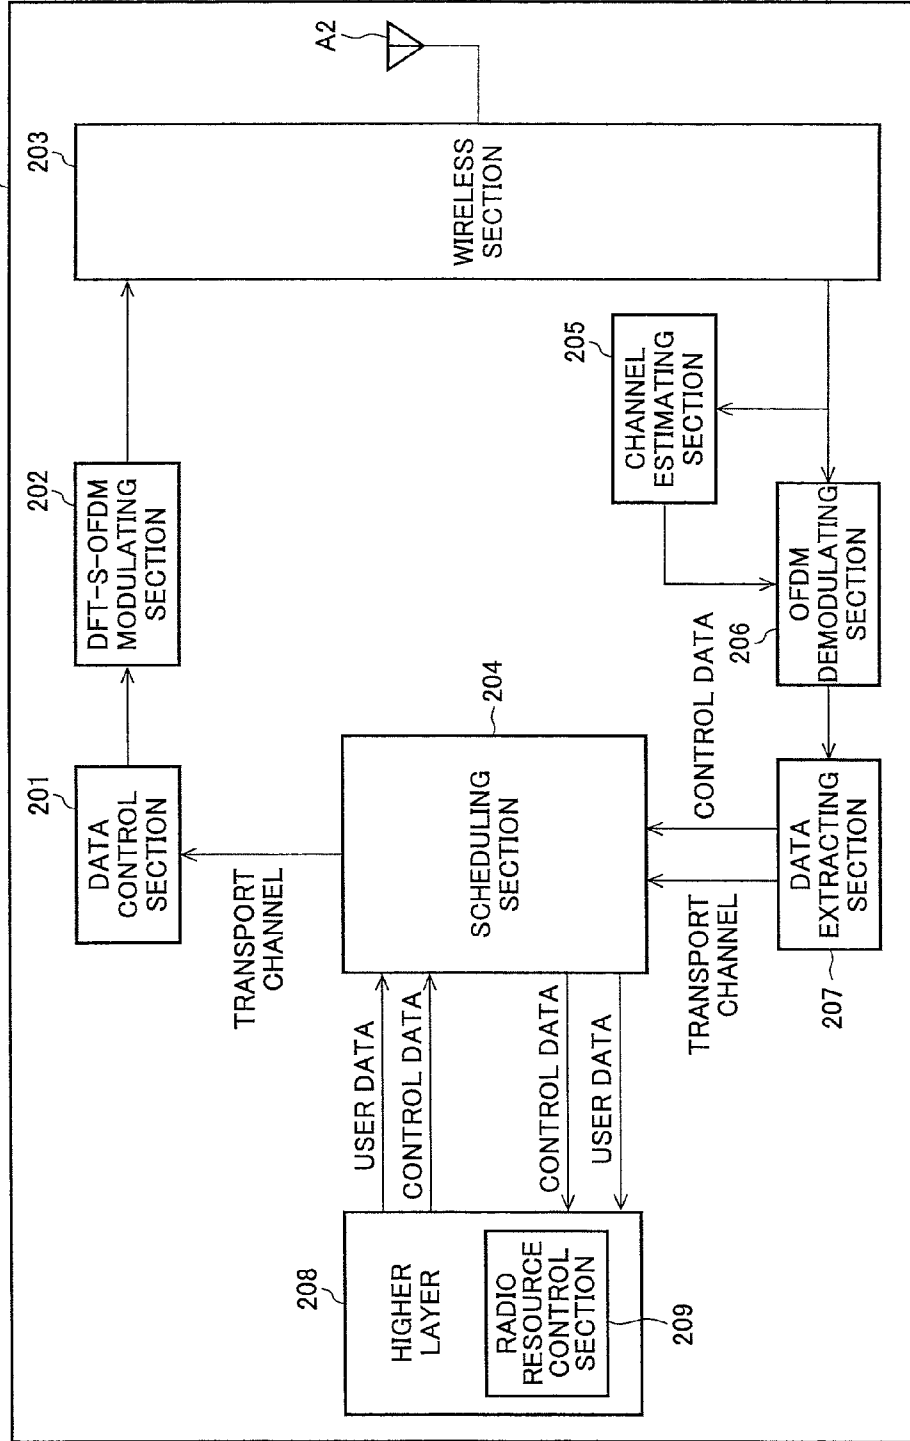 201
DATA
CONTROL
SECTION
202
DFT-S-OFDM
MODULATING
SECTION
203
WIRELESS
SECTION
A2
TRANSPORT
CHANNEL
208
HIGHER
LAYER
RADIO
RESOURCE
CONTROL
SECTION
209
USER DATA
CONTROL DATA
CONTROL DATA
USER DATA
204
SCHEDULING
SECTION
205
CHANNEL
ESTIMATING
SECTION
TRANSPORT
CHANNEL
CONTROL DATA
207
DATA
EXTRACTING
SECTION
206
OFDM
DEMODULATING
SECTION